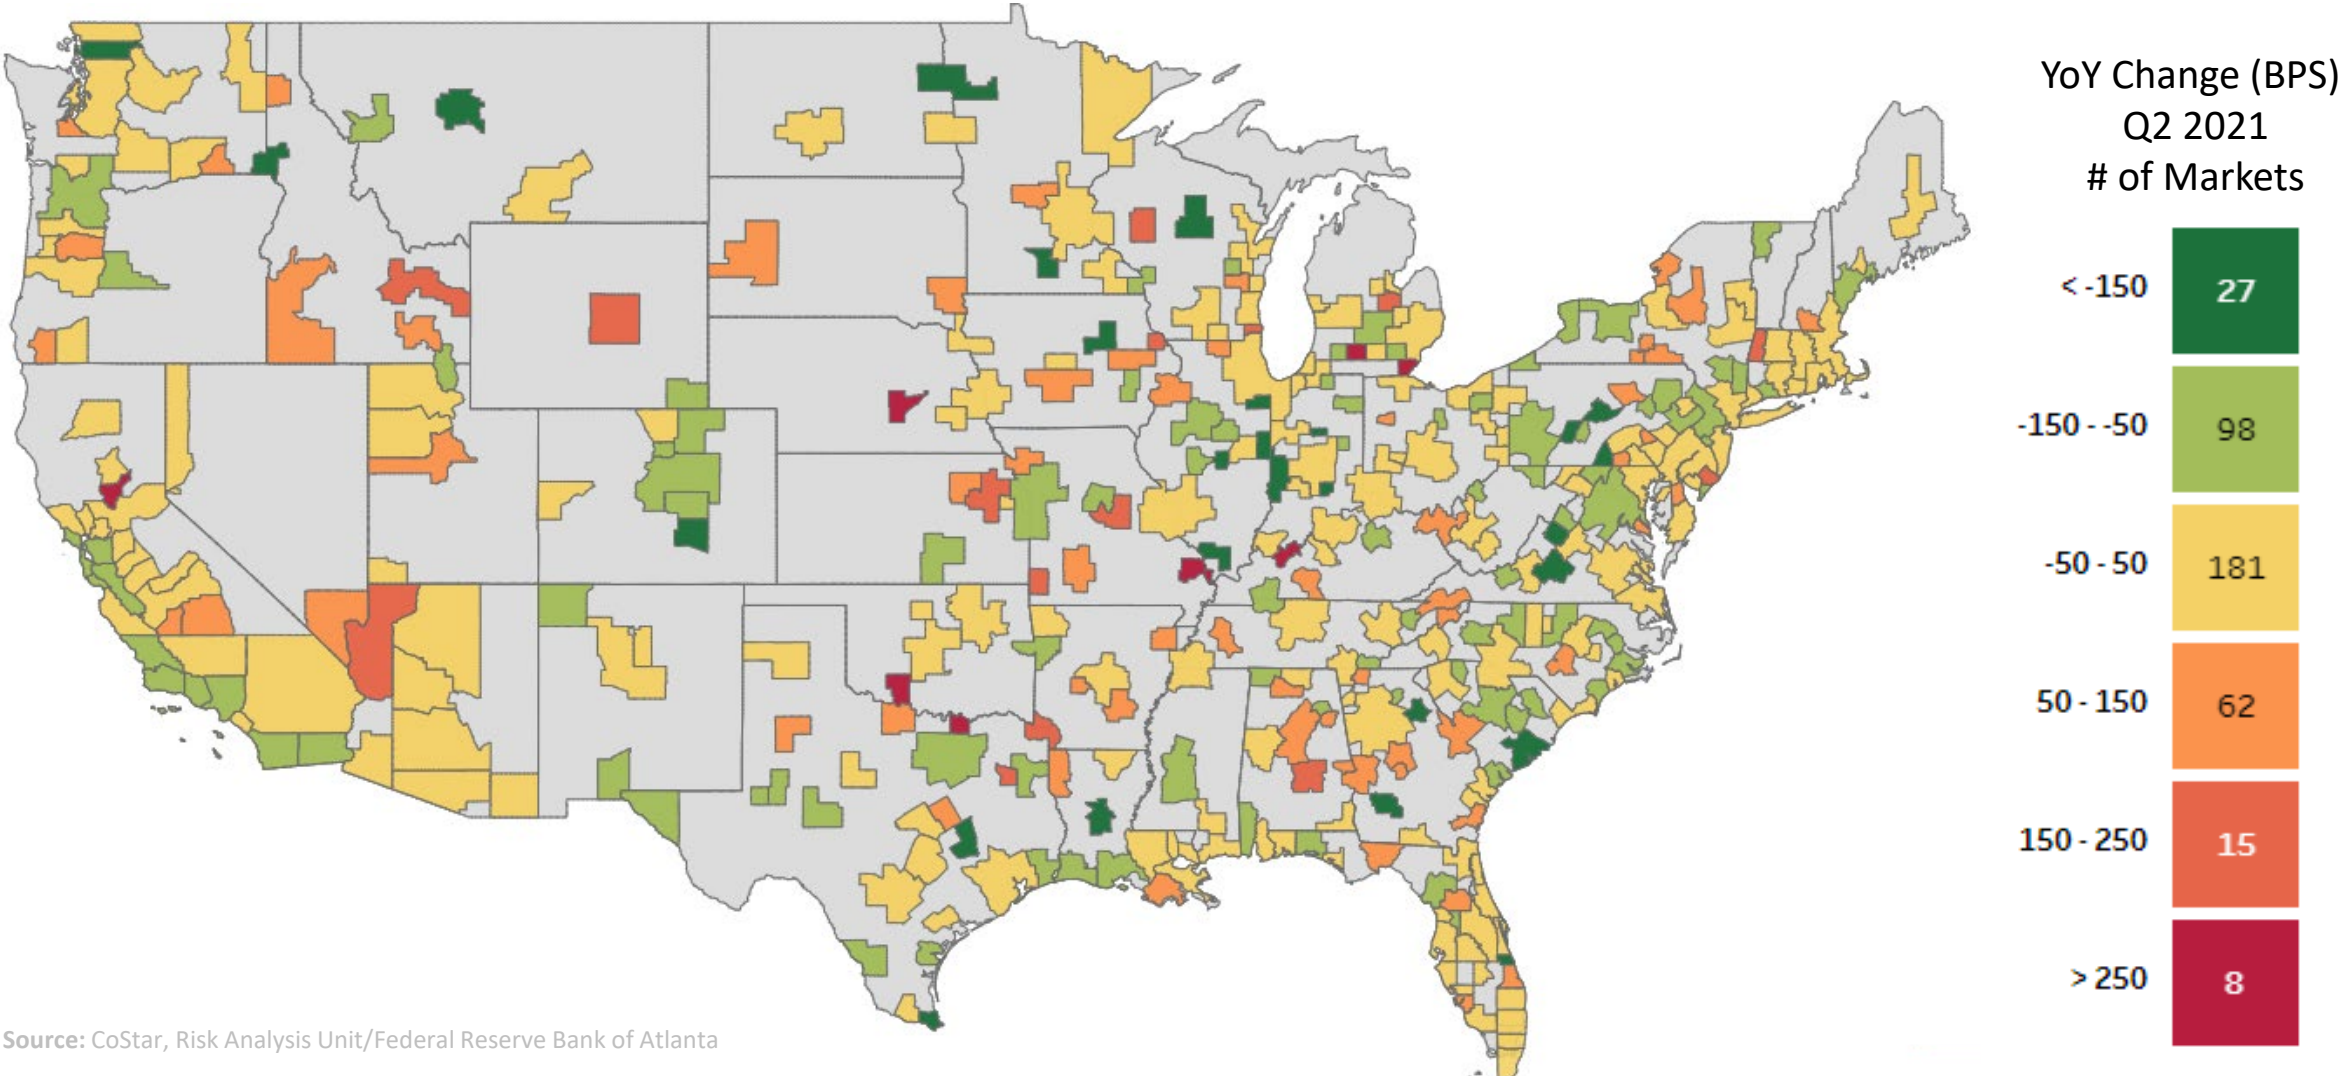 YoY Change (BPS)
Q2 2021
# of Markets
< -150 27
-150 - -50 98
-50 - 50 181
50 - 150 62
150 - 250 15
> 250 8
Source: CoStar, Risk Analysis Unit/Federal Reserve Bank of Atlanta